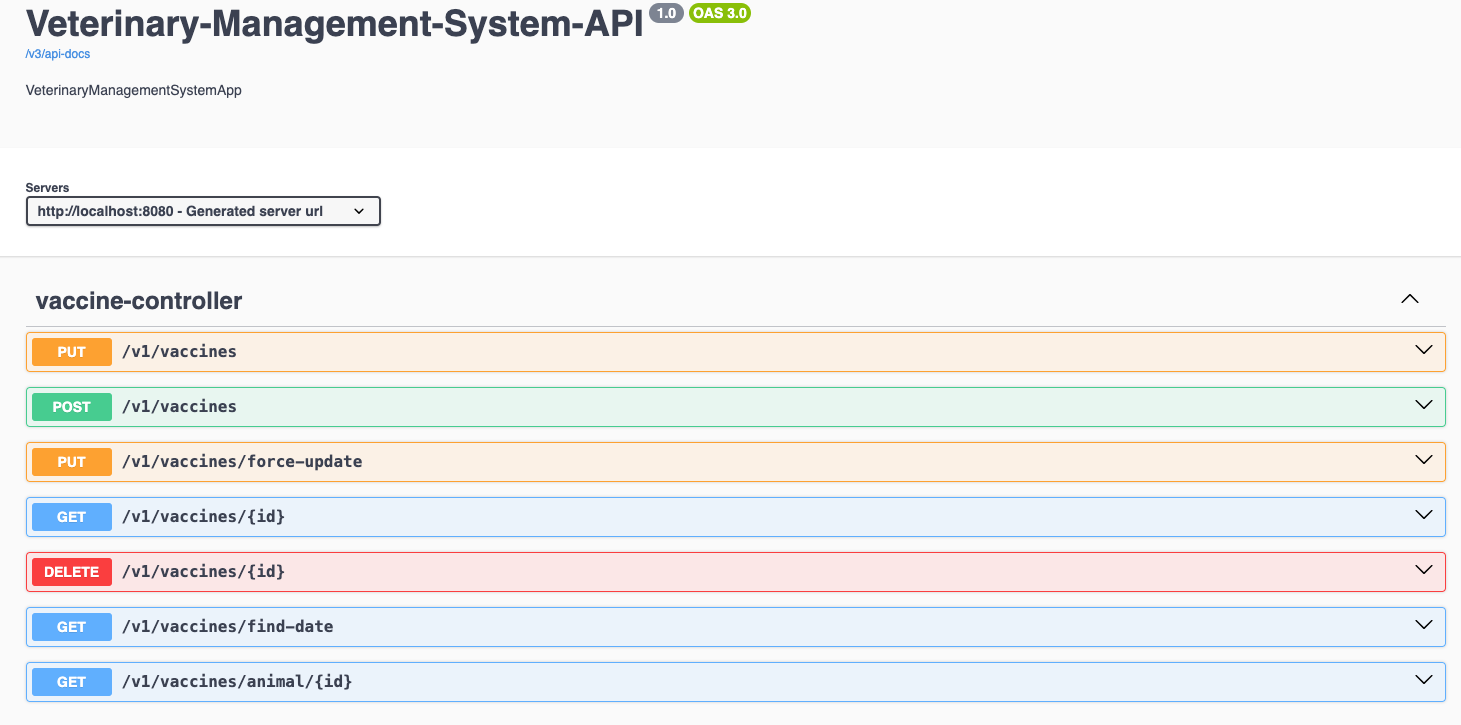 Veterinary-Management-System-API 1.0 OAS 3.0
/v3/api-docs
VeterinaryManagementSystemApp
Servers
http://localhost:8080 - Generated server url
vaccine-controller
PUT /v1/vaccines
POST /v1/vaccines
PUT /v1/vaccines/force-update
GET /v1/vaccines/{id}
DELETE /v1/vaccines/{id}
GET /v1/vaccines/find-date
GET /v1/vaccines/animal/{id}